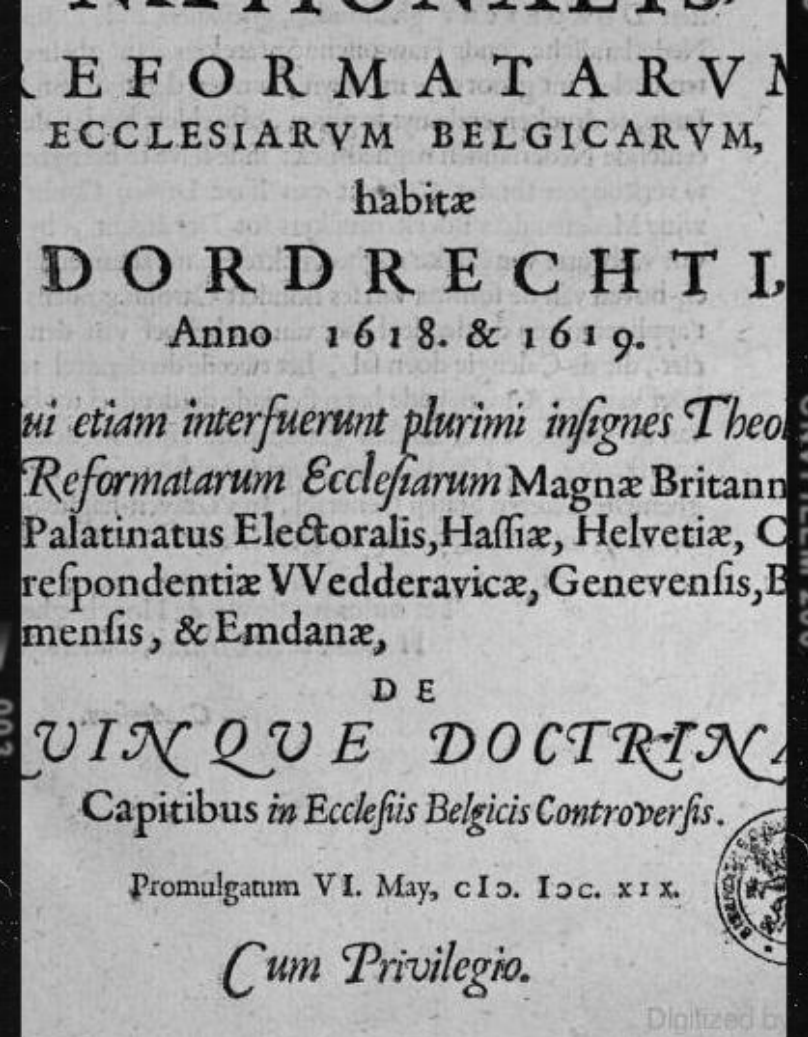 NATIONALIS,
REFORMATARVM
ECCLESIARVM BELGICARVM,
habitæ
DORDRECHTI,
Anno 1618. & 1619.
ui etiam interfuerunt plurimi inſignes Theol
Reformatarum Eccleſiarum Magnæ Britann
Palatinatus Electoralis, Haſſiæ, Helvetiæ, C
reſpondentiæ VVedderavicæ, Genevenſis, B
menſis, & Emdanæ,
DE
VINQVE DOCTRINA
Capitibus in Eccleſiis Belgicis Controverſis.
Promulgatum VI. May, cIↄ. Iↄc. xIx.
Cum Privilegio.
Digitized by